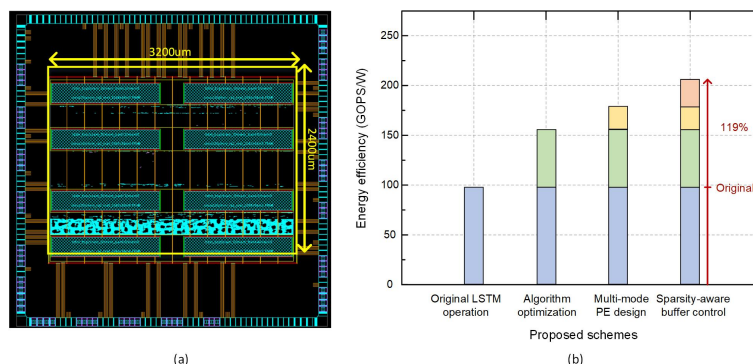 3200um
2400um
(a)
Energy efficiency (GOPS/W)
250
200
150
100
50
0
119%
Original
Original LSTM
operation
Algorithm
optimization
Multi-mode
PE design
Sparsity-aware
buffer control
Proposed schemes
(b)